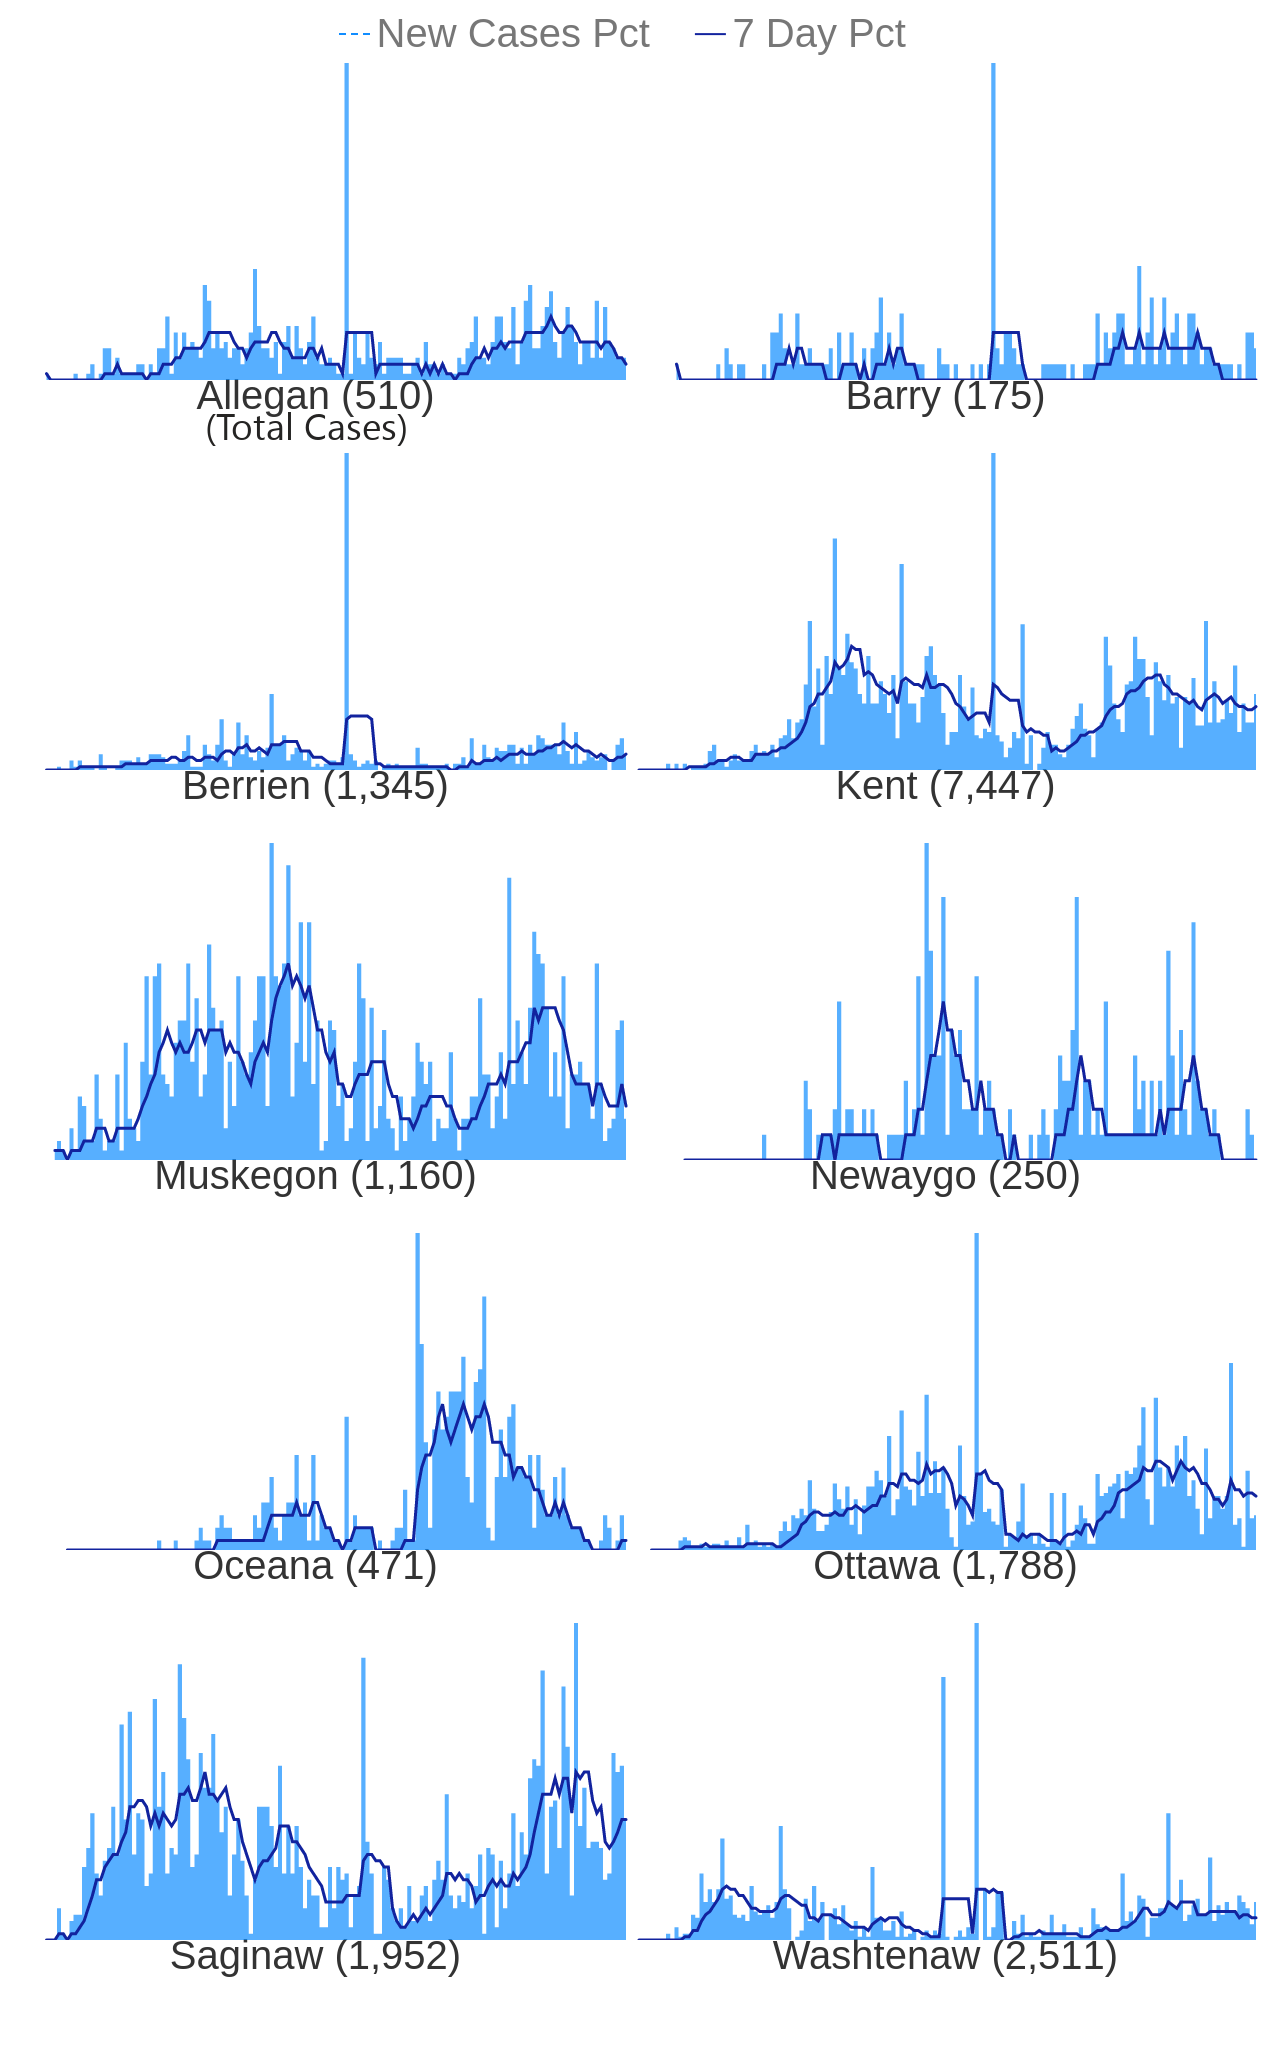 New Cases Pct 7 Day Pct
Allegan (510) Barry (175)
(Total Cases)
Berrien (1,345) Kent (7,447)
Muskegon (1,160) Newaygo (250)
Oceana (471) Ottawa (1,788)
Saginaw (1,952) Washtenaw (2,511)